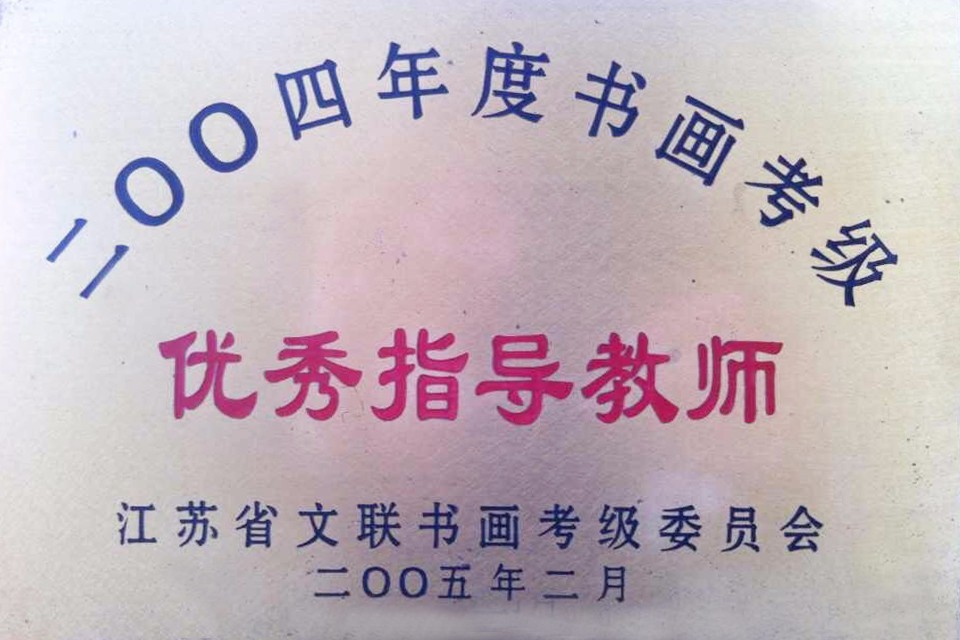 二〇〇四年度书画考级
优秀指导教师
江苏省文联书画考级委员会
二〇〇五年二月